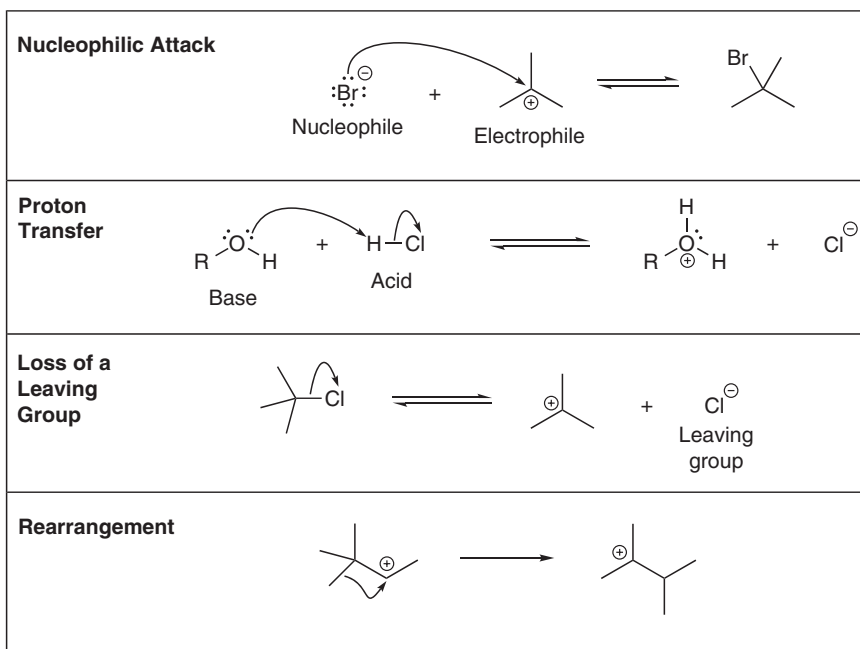 Nucleophilic Attack
Br
⊖
+
⊕
Br
Nucleophile
Electrophile
Proton
Transfer
R
O
H
+
H
Cl
H
R
O
⊕
H
+
Cl
⊖
Base
Acid
Loss of a
Leaving
Group
Cl
⊕
+
Cl
⊖
Leaving
group
Rearrangement
⊕
⊕